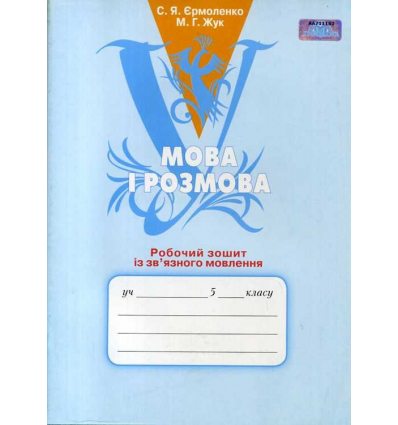 С. Я. Єрмоленко
М. Г. Жук
МОВА
І РОЗМОВА
Робочий зошит
із зв'язного мовлення
уч 5 класу